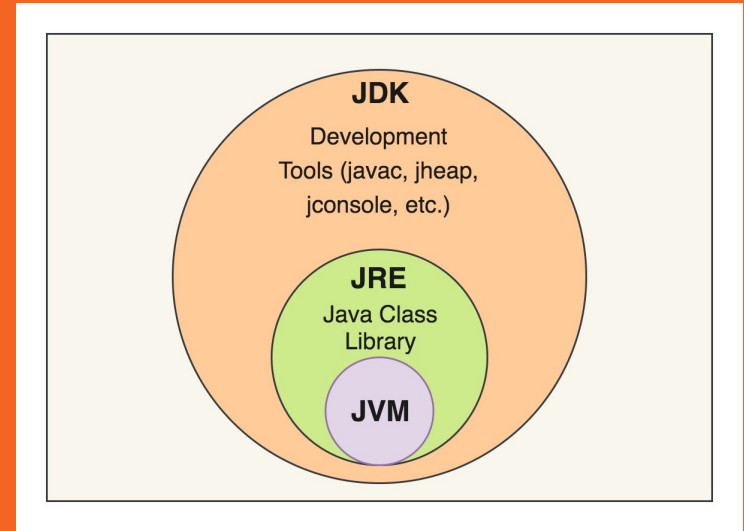 JDK
Development
Tools (javac, jheap,
jconsole, etc.)
JRE
Java Class
Library
JVM